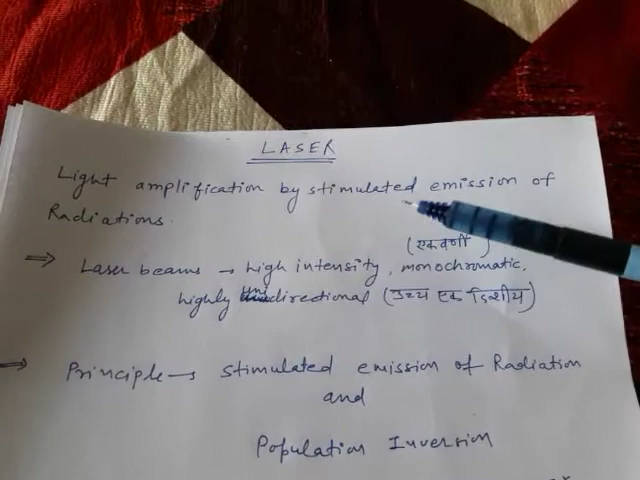 LASER
Light amplification by stimulated emission of
Radiations.
(एकवर्णी)
⇒ Laser beams → high intensity, monochromatic,
highly Unidirectional (उच्च एक दिशीय)
⇒ Principle → Stimulated emission of Radiation
and
Population Inversion